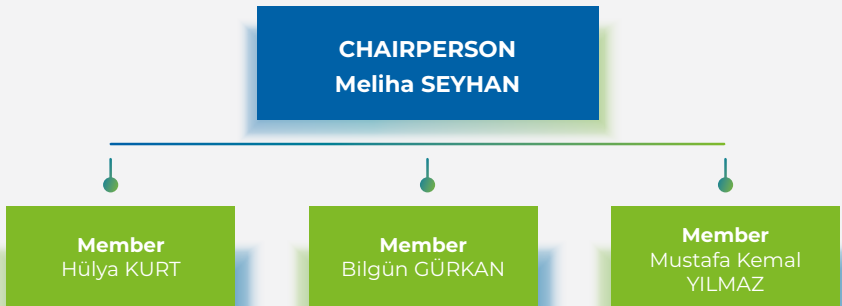 CHAIRPERSON
Meliha SEYHAN
Member
Hülya KURT
Member
Bilgün GÜRKAN
Member
Mustafa Kemal
YILMAZ